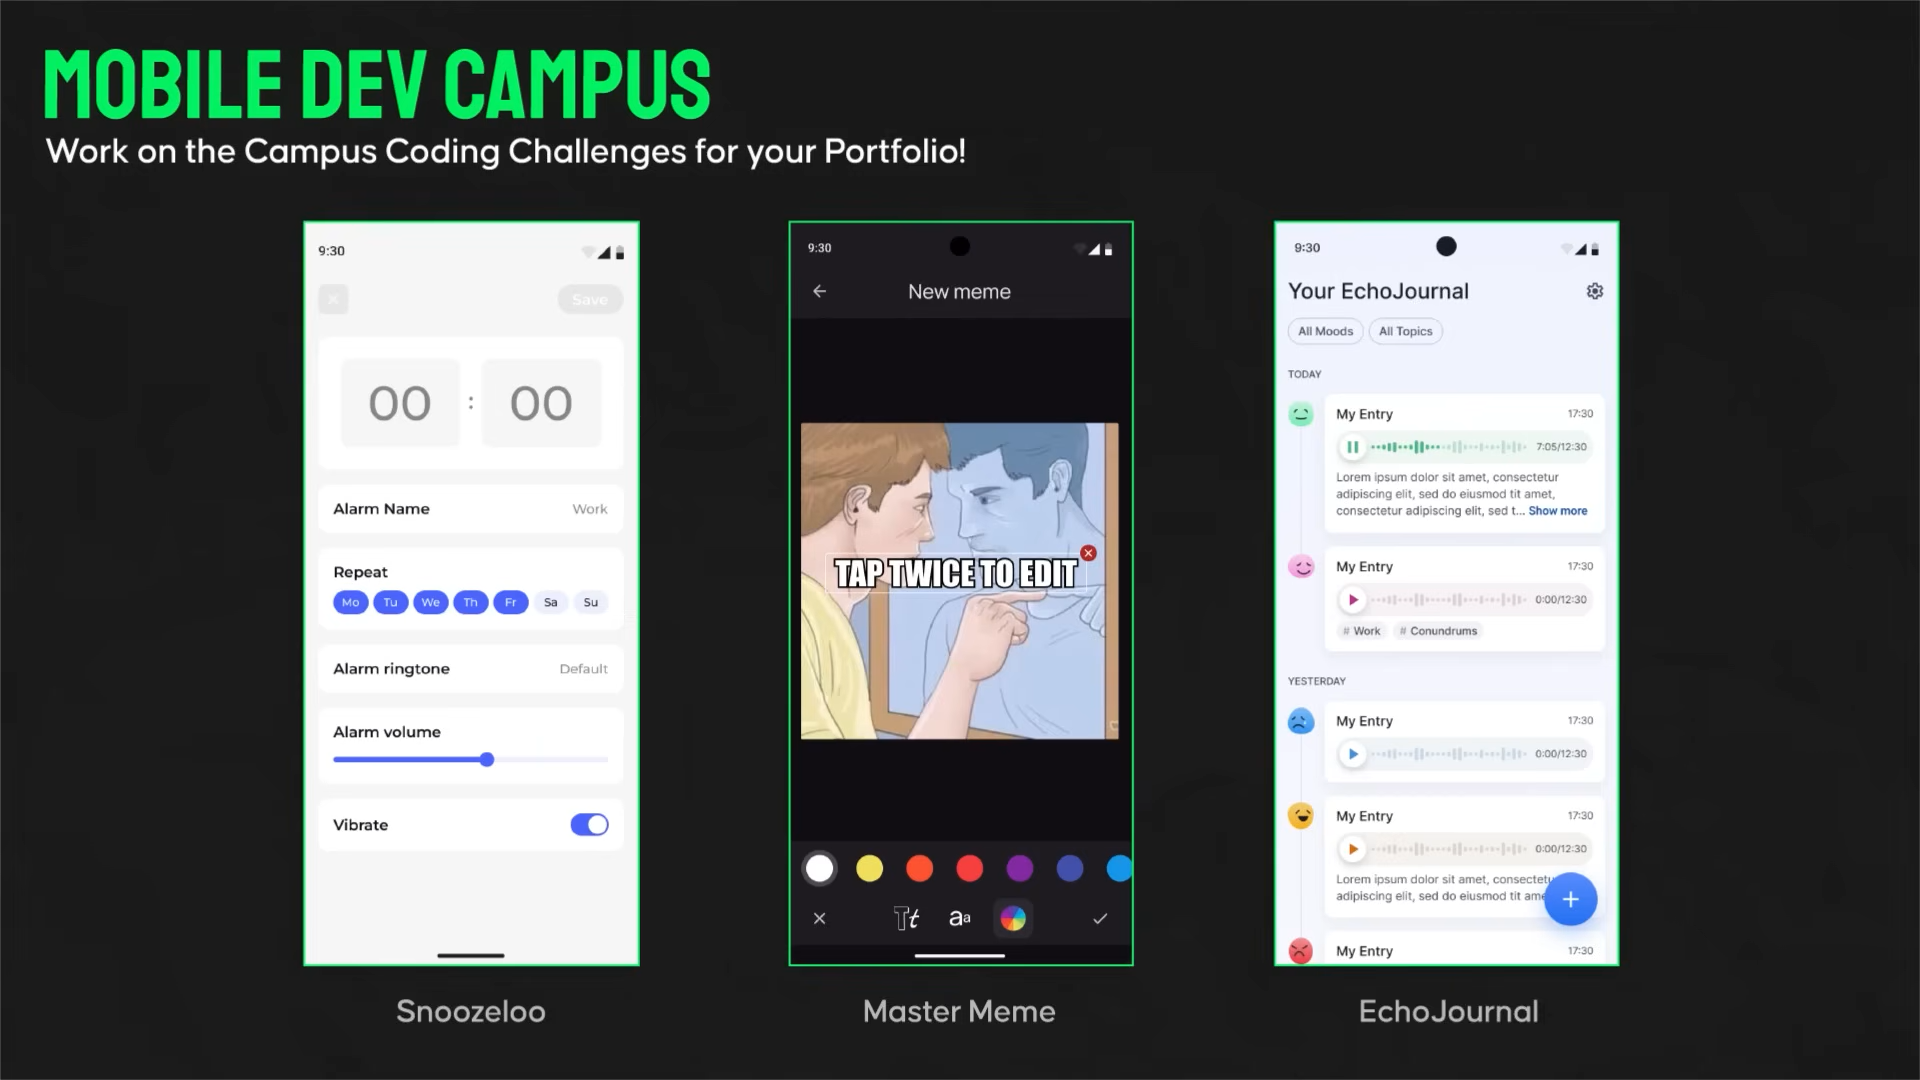 MOBILE DEV CAMPUS
Work on the Campus Coding Challenges for your Portfolio!
9:30
Save
00 : 00
Alarm Name Work
Repeat
Mo Tu We Th Fr Sa Su
Alarm ringtone Default
Alarm volume
Vibrate
Snoozeloo
9:30
New meme
TAP TWICE TO EDIT
Tt aa
Master Meme
9:30
Your EchoJournal
All Moods All Topics
TODAY
My Entry 17:30
7:05/12:30
Lorem ipsum dolor sit amet, consectetur
adipiscing elit, sed do eiusmod tit amet,
consectetur adipiscing elit, sed t... Show more
My Entry 17:30
0:00/12:30
# Work # Conundrums
YESTERDAY
My Entry 17:30
0:00/12:30
My Entry 17:30
0:00/12:30
Lorem ipsum dolor sit amet, consectetu
adipiscing elit, sed do eiusmod tit ame
My Entry 17:30
EchoJournal